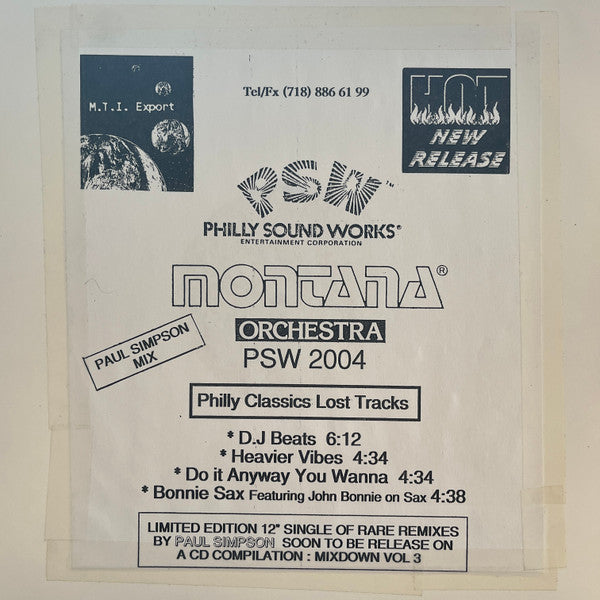 M.T.I. Export
Tel/Fx (718) 886 61 99
HOT
NEW
RELEASE
PSW™
PHILLY SOUND WORKS®
ENTERTAINMENT CORPORATION
MONTANA®
ORCHESTRA
PSW 2004
PAUL SIMPSON
MIX
Philly Classics Lost Tracks
* D.J Beats 6:12
* Heavier Vibes 4:34
* Do it Anyway You Wanna 4:34
* Bonnie Sax Featuring John Bonnie on Sax 4:38
LIMITED EDITION 12" SINGLE OF RARE REMIXES
BY PAUL SIMPSON SOON TO BE RELEASE ON
A CD COMPILATION : MIXDOWN VOL 3